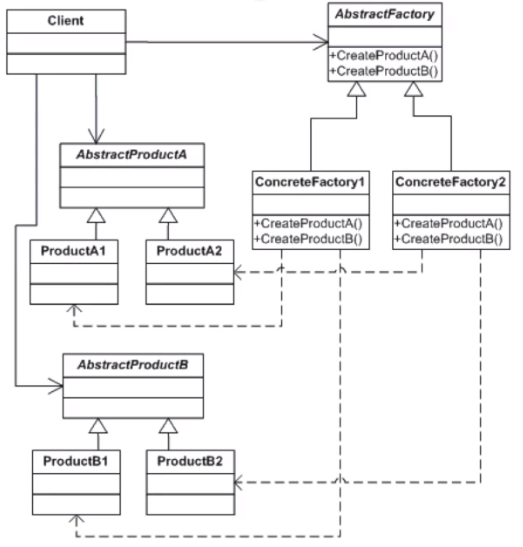 Client
AbstractFactory
+CreateProductA()
+CreateProductB()
AbstractProductA
ConcreteFactory1
+CreateProductA()
+CreateProductB()
ConcreteFactory2
+CreateProductA()
+CreateProductB()
ProductA1
ProductA2
AbstractProductB
ProductB1
ProductB2